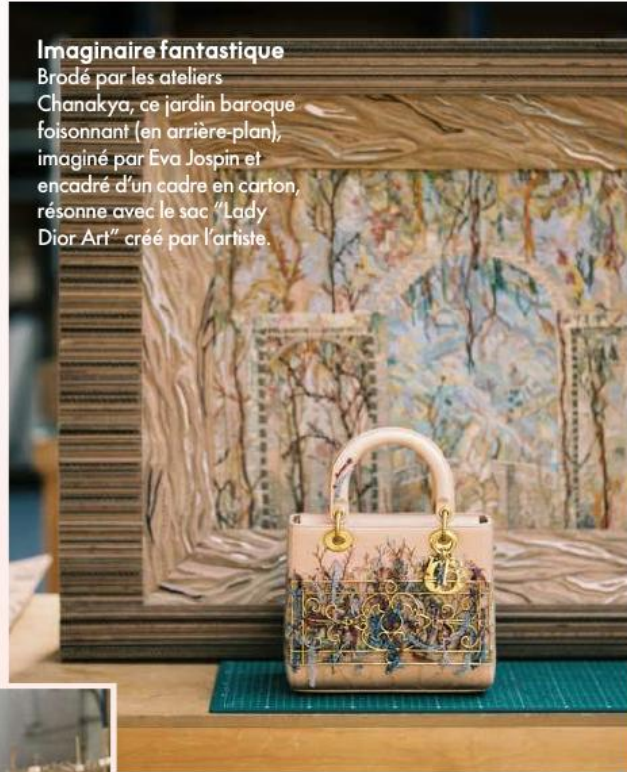 Imaginaire fantastique
Brodé par les ateliers
Chanakya, ce jardin baroque
foisonnant (en arrière-plan),
imaginé par Eva Jospin et
encadré d'un cadre en carton,
résonne avec le sac “Lady
Dior Art” créé par l'artiste.